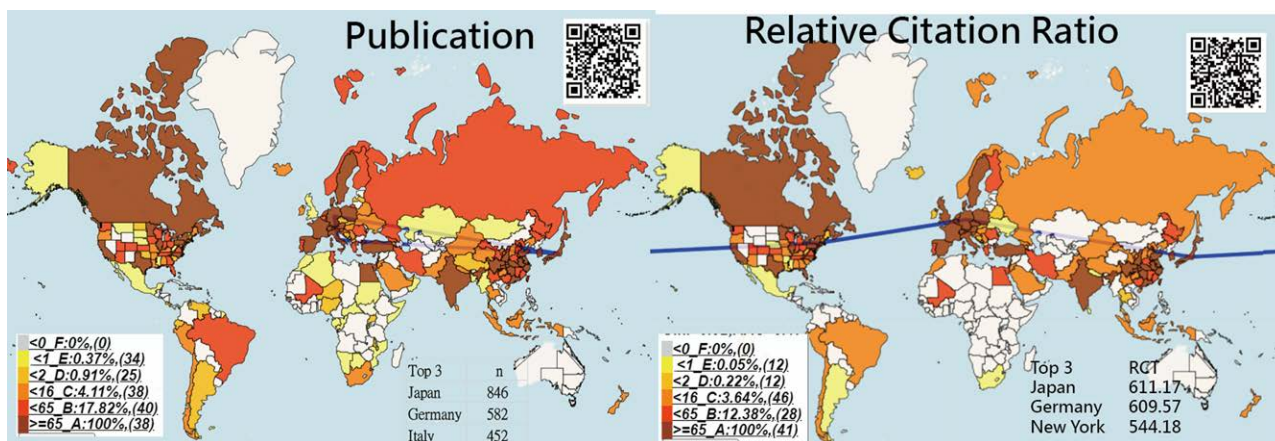 Publication
<0_F:0%,(0)
<1_E:0.37%,(34)
<2_D:0.91%,(25)
<16_C:4.11%,(38)
<65_B:17.82%,(40)
>=65_A:100%,(38)
Top 3 n
Japan 846
Germany 582
Italy 452
Relative Citation Ratio
<0_F:0%,(0)
<1_E:0.05%,(12)
<2_D:0.22%,(12)
<16_C:3.64%,(46)
<65_B:12.38%,(28)
>=65_A:100%,(41)
Top 3 RCT
Japan 611.17
Germany 609.57
New York 544.18